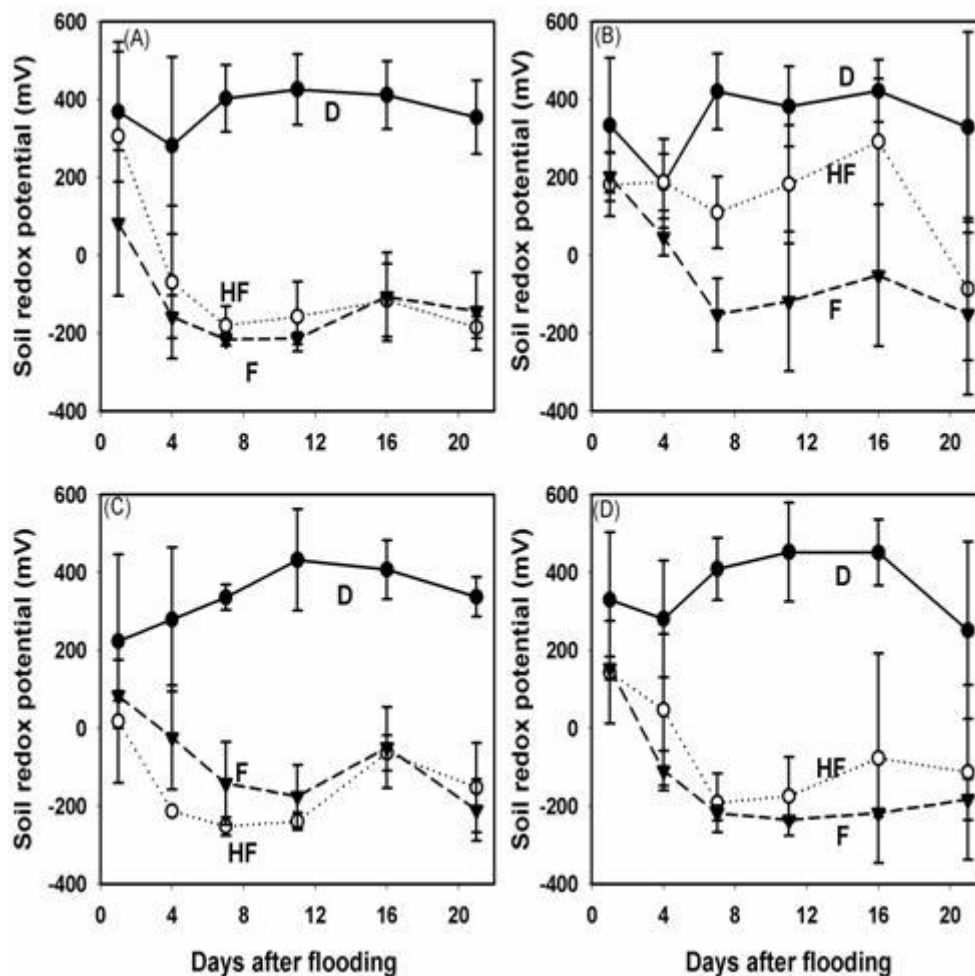 Soil redox potential (mV)
600
400
200
0
-200
-400
(A)
D
HF
F
0 4 8 12 16 20
Soil redox potential (mV)
600
400
200
0
-200
-400
(B)
D
HF
F
0 4 8 12 16 20
Soil redox potential (mV)
600
400
200
0
-200
-400
(C)
D
F
HF
0 4 8 12 16 20
Days after flooding
Soil redox potential (mV)
600
400
200
0
-200
-400
(D)
D
HF
F
0 4 8 12 16 20
Days after flooding